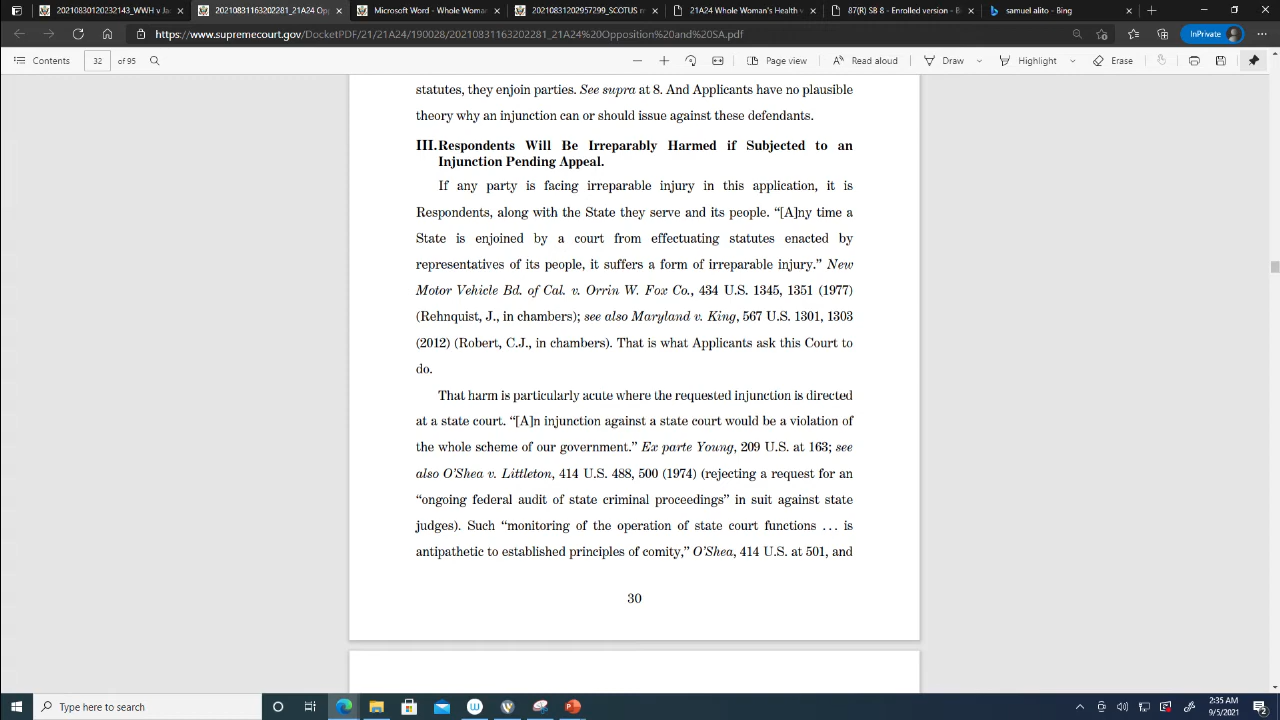 20210830102232143_WWH v Ja
20210831163202281_21A24 Op
Microsoft Word - Whole Woma
20210831202957299_SCOTUS m
21A24 Whole Woman's Health v
87(R) SB 8 - Enrolled version - B
samuel alito - Bing
https://www.supremecourt.gov/DocketPDF/21/21A24/190028/20210831163202281_21A24%20Opposition%20and%20SA.pdf
InPrivate
Contents 32 of 95 Page view Read aloud Draw Highlight Erase
statutes, they enjoin parties. See supra at 8. And Applicants have no plausible
theory why an injunction can or should issue against these defendants.
III. Respondents Will Be Irreparably Harmed if Subjected to an
Injunction Pending Appeal.
If any party is facing irreparable injury in this application, it is
Respondents, along with the State they serve and its people. “[A]ny time a
State is enjoined by a court from effectuating statutes enacted by
representatives of its people, it suffers a form of irreparable injury.” New
Motor Vehicle Bd. of Cal. v. Orrin W. Fox Co., 434 U.S. 1345, 1351 (1977)
(Rehnquist, J., in chambers); see also Maryland v. King, 567 U.S. 1301, 1303
(2012) (Robert, C.J., in chambers). That is what Applicants ask this Court to
do.
That harm is particularly acute where the requested injunction is directed
at a state court. “[A]n injunction against a state court would be a violation of
the whole scheme of our government.” Ex parte Young, 209 U.S. at 163; see
also O’Shea v. Littleton, 414 U.S. 488, 500 (1974) (rejecting a request for an
“ongoing federal audit of state criminal proceedings” in suit against state
judges). Such “monitoring of the operation of state court functions … is
antipathetic to established principles of comity,” O’Shea, 414 U.S. at 501, and
30
Type here to search
2:35 AM
9/5/2021
2